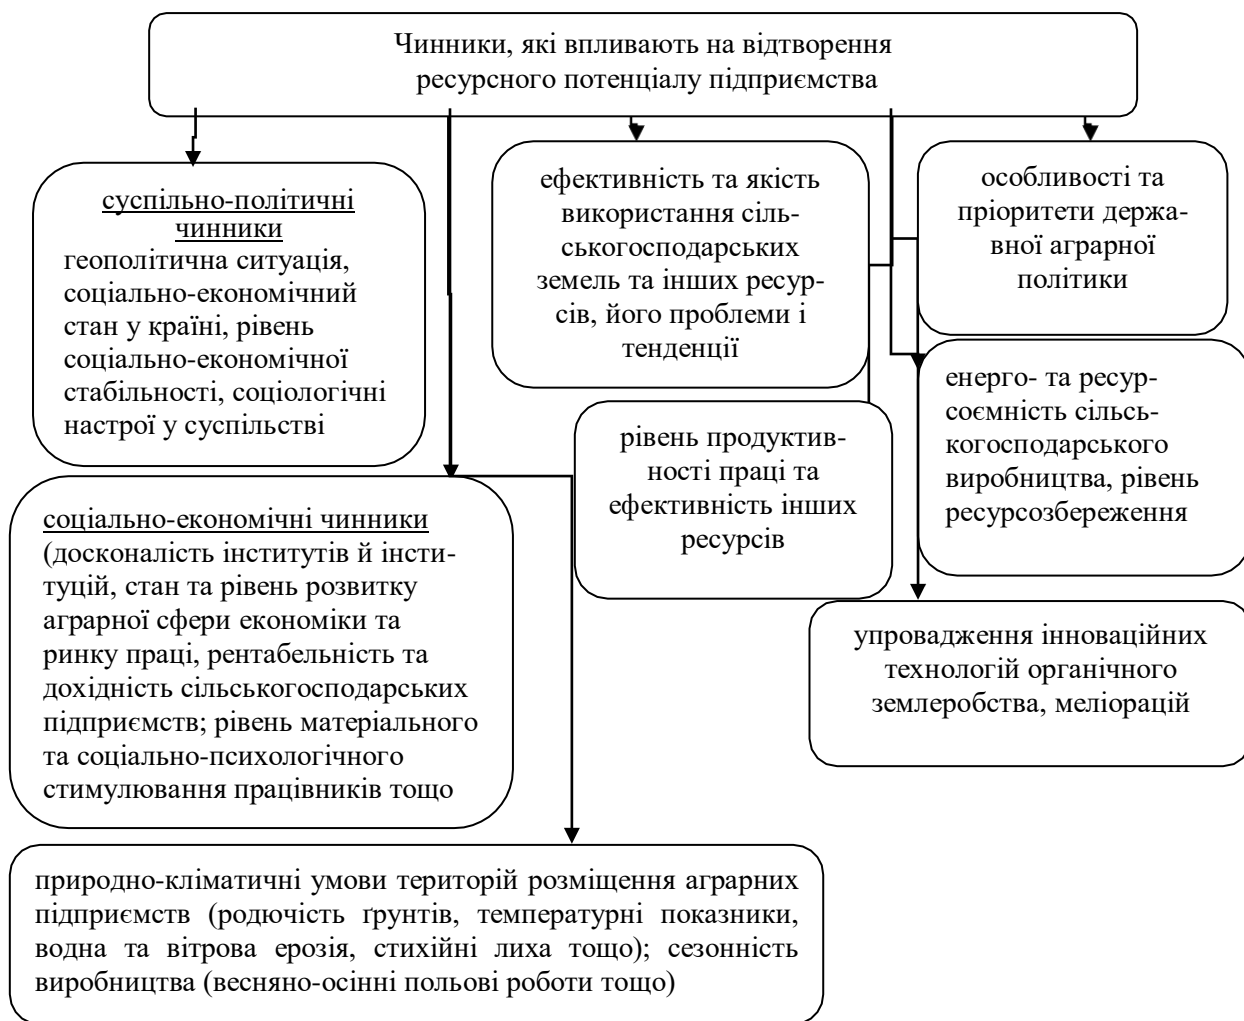 Чинники, які впливають на відтворення
ресурсного потенціалу підприємства
суспільно-політичні
чинники
геополітична ситуація,
соціально-економічний
стан у країні, рівень
соціально-економічної
стабільності, соціологічні
настрої у суспільстві
ефективність та якість
використання сіль-
ськогосподарських
земель та інших ресур-
сів, його проблеми і
тенденції
особливості та
пріоритети держа-
вної аграрної
політики
енерго- та ресур-
соємність сільсь-
когосподарського
виробництва, рівень
ресурсозбереження
рівень продуктив-
ності праці та
ефективність інших
ресурсів
соціально-економічні чинники
(досконалість інститутів й інсти-
туцій, стан та рівень розвитку
аграрної сфери економіки та
ринку праці, рентабельність та
дохідність сільськогосподарських
підприємств; рівень матеріального
та соціально-психологічного
стимулювання працівників тощо
упровадження інноваційних
технологій органічного
землеробства, меліорацій
природно-кліматичні умови територій розміщення аграрних
підприємств (родючість ґрунтів, температурні показники,
водна та вітрова ерозія, стихійні лиха тощо); сезонність
виробництва (весняно-осінні польові роботи тощо)